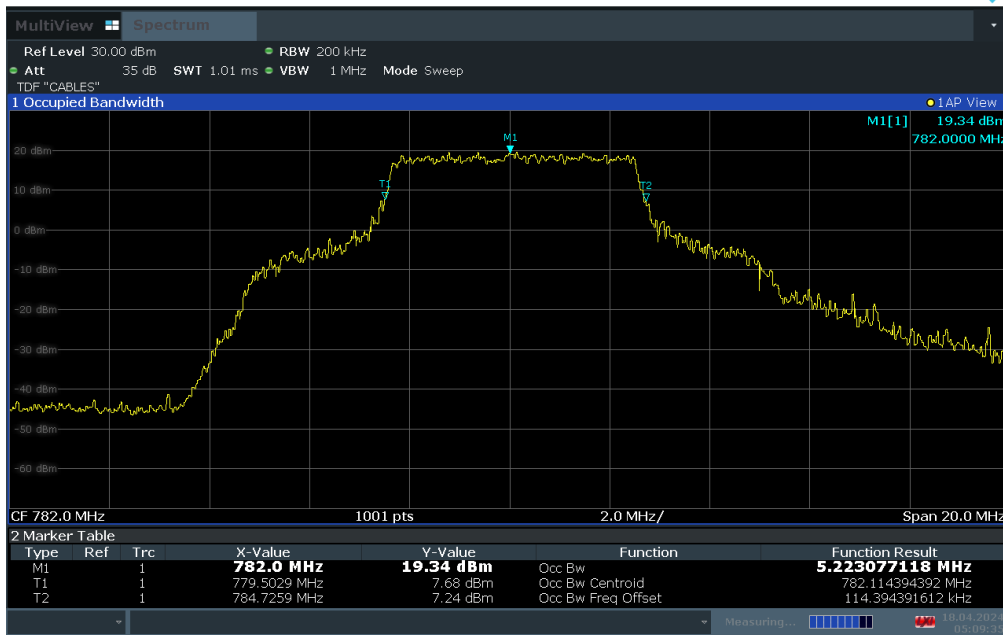 MultiView Spectrum
Ref Level 30.00 dBm RBW 200 kHz
Att 35 dB SWT 1.01 ms VBW 1 MHz Mode Sweep
TDF "CABLES"
1 Occupied Bandwidth 1AP View
M1[1] 19.34 dBm
782.0000 MHz
M1
20 dBm
T1
T2
10 dBm
0 dBm
-10 dBm
-20 dBm
-30 dBm
-40 dBm
-50 dBm
-60 dBm
CF 782.0 MHz 1001 pts 2.0 MHz/ Span 20.0 MHz
2 Marker Table
Type Ref Trc X-Value Y-Value Function Function Result
M1 1 782.0 MHz 19.34 dBm Occ Bw 5.223077118 MHz
T1 1 779.5029 MHz 7.68 dBm Occ Bw Centroid 782.114394392 MHz
T2 1 784.7259 MHz 7.24 dBm Occ Bw Freq Offset 114.394391612 kHz
Measuring... 18.04.2024
05:09:35